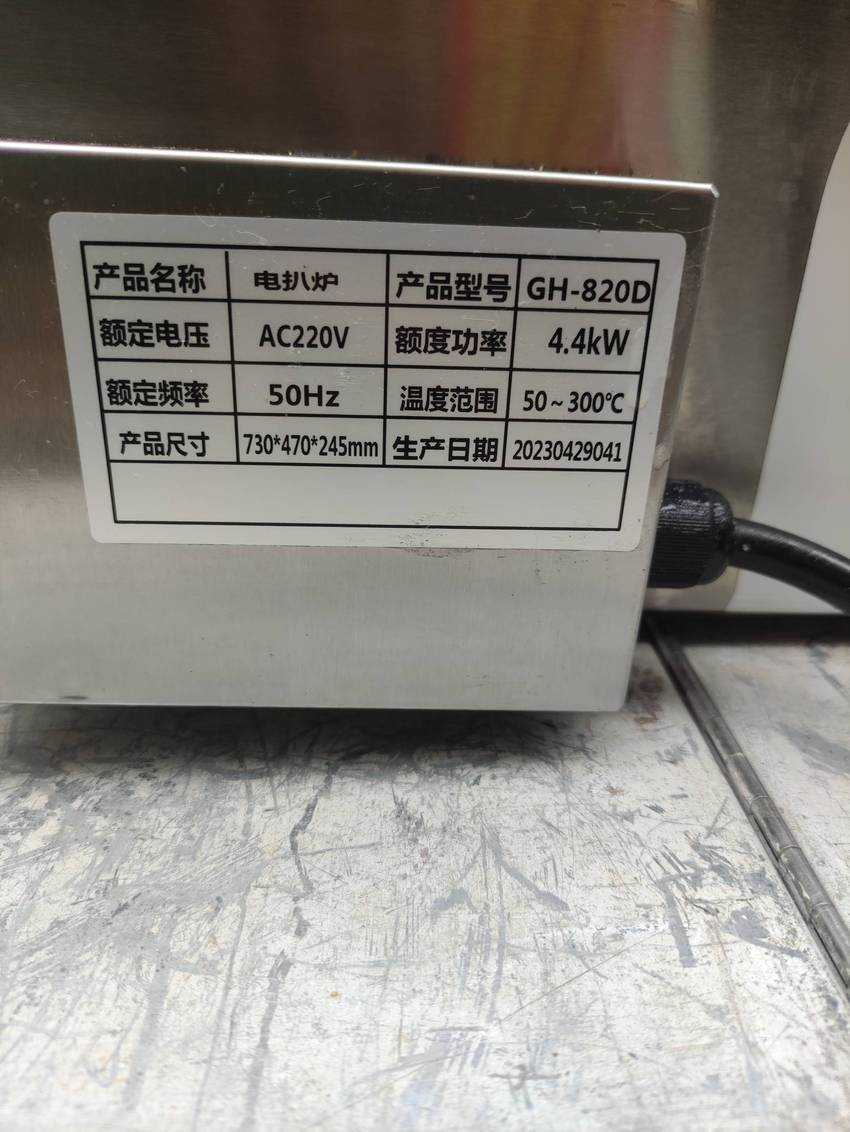 产品名称 电扒炉 产品型号 GH-820D
额定电压 AC220V 额度功率 4.4kW
额定频率 50Hz 温度范围 50~300℃
产品尺寸 730*470*245mm 生产日期 20230429041